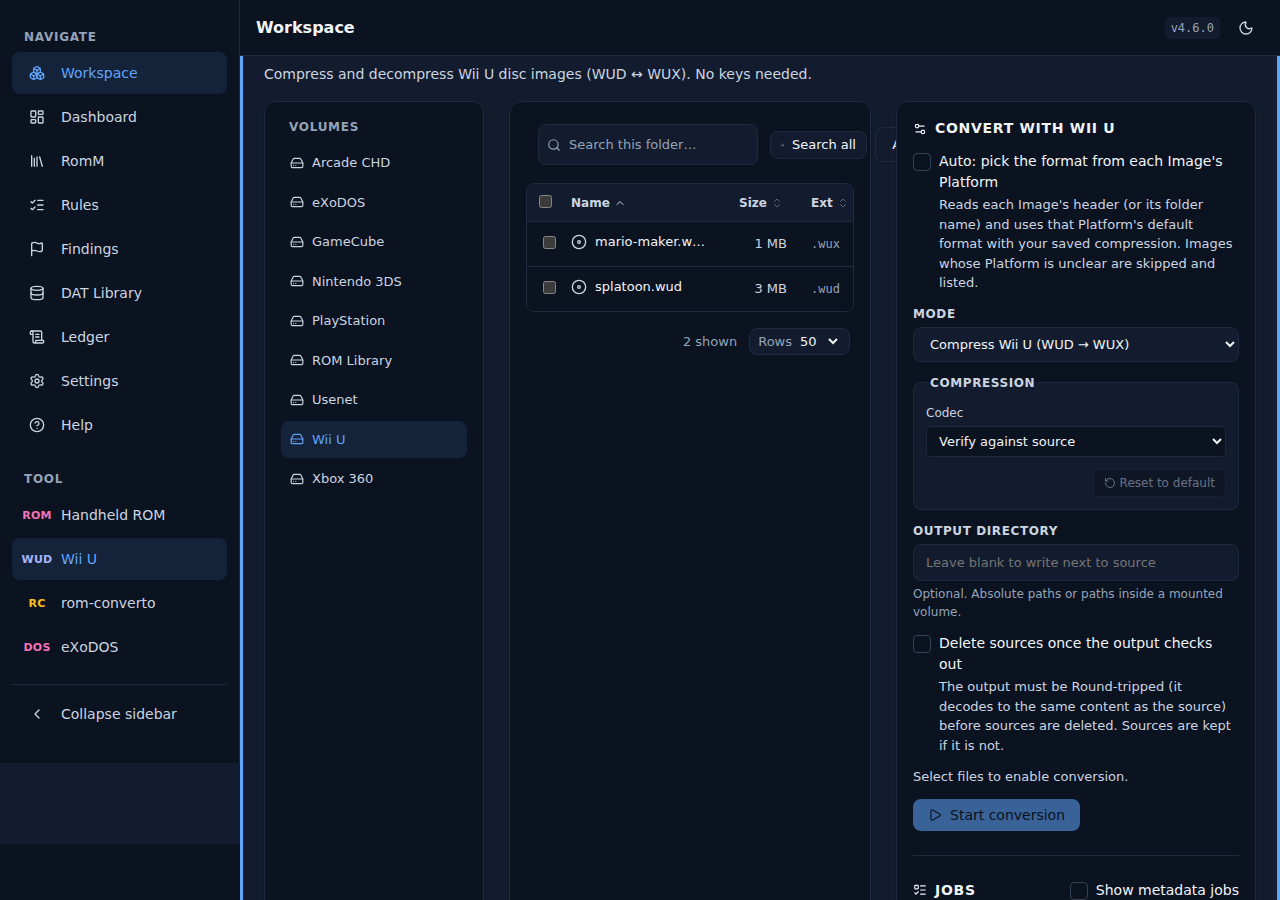 NAVIGATE
Workspace
Dashboard
RomM
Rules
Findings
DAT Library
Ledger
Settings
Help
TOOL
ROM Handheld ROM
WUD Wii U
RC rom-converto
DOS eXoDOS
Collapse sidebar
Workspace
v4.6.0
Compress and decompress Wii U disc images (WUD ↔ WUX). No keys needed.
VOLUMES
Arcade CHD
eXoDOS
GameCube
Nintendo 3DS
PlayStation
ROM Library
Usenet
Wii U
Xbox 360
Search this folder…
Search all
Name Size Ext
mario-maker.w… 1 MB .wux
splatoon.wud 3 MB .wud
2 shown Rows 50
CONVERT WITH WII U
Auto: pick the format from each Image's
Platform
Reads each Image's header (or its folder
name) and uses that Platform's default
format with your saved compression. Images
whose Platform is unclear are skipped and
listed.
MODE
Compress Wii U (WUD → WUX)
COMPRESSION
Codec
Verify against source
Reset to default
OUTPUT DIRECTORY
Leave blank to write next to source
Optional. Absolute paths or paths inside a mounted
volume.
Delete sources once the output checks
out
The output must be Round-tripped (it
decodes to the same content as the source)
before sources are deleted. Sources are kept
if it is not.
Select files to enable conversion.
Start conversion
JOBS
Show metadata jobs